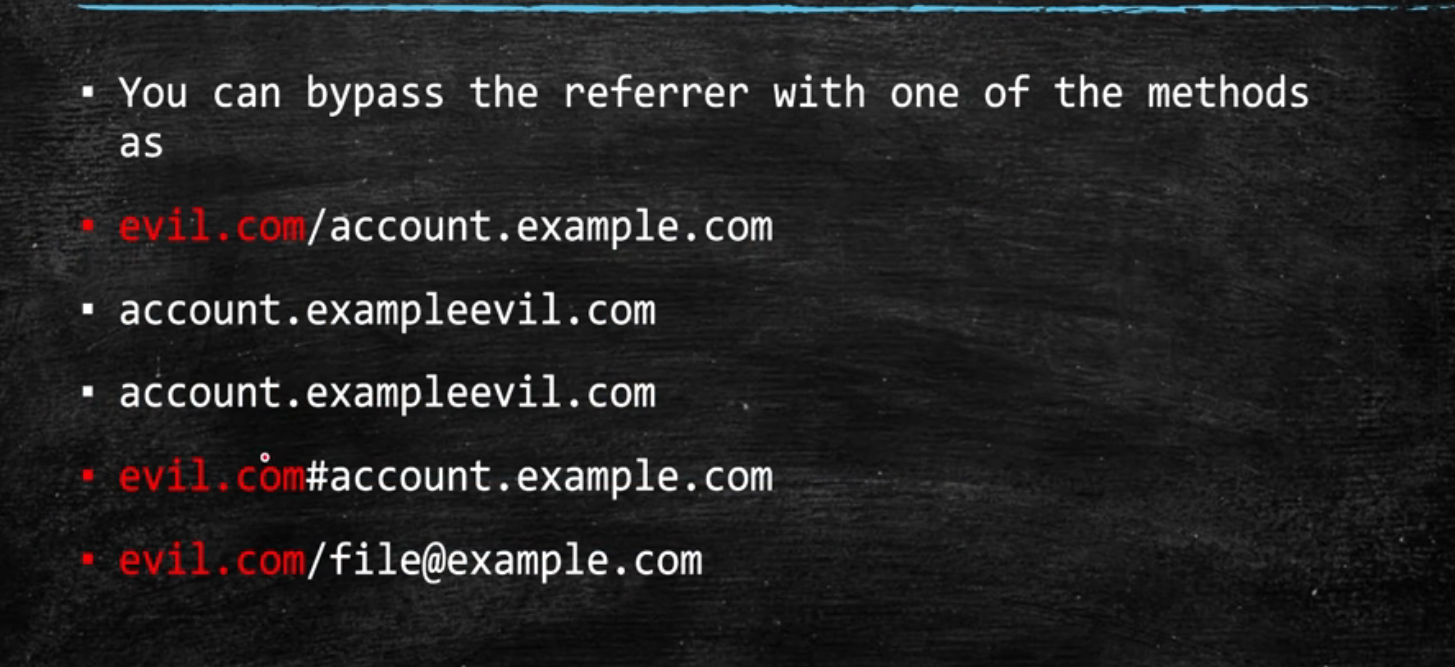 ▪ You can bypass the referrer with one of the methods
as
▪ evil.com/account.example.com
▪ account.exampleevil.com
▪ account.exampleevil.com
▪ evil.com#account.example.com
▪ evil.com/file@example.com